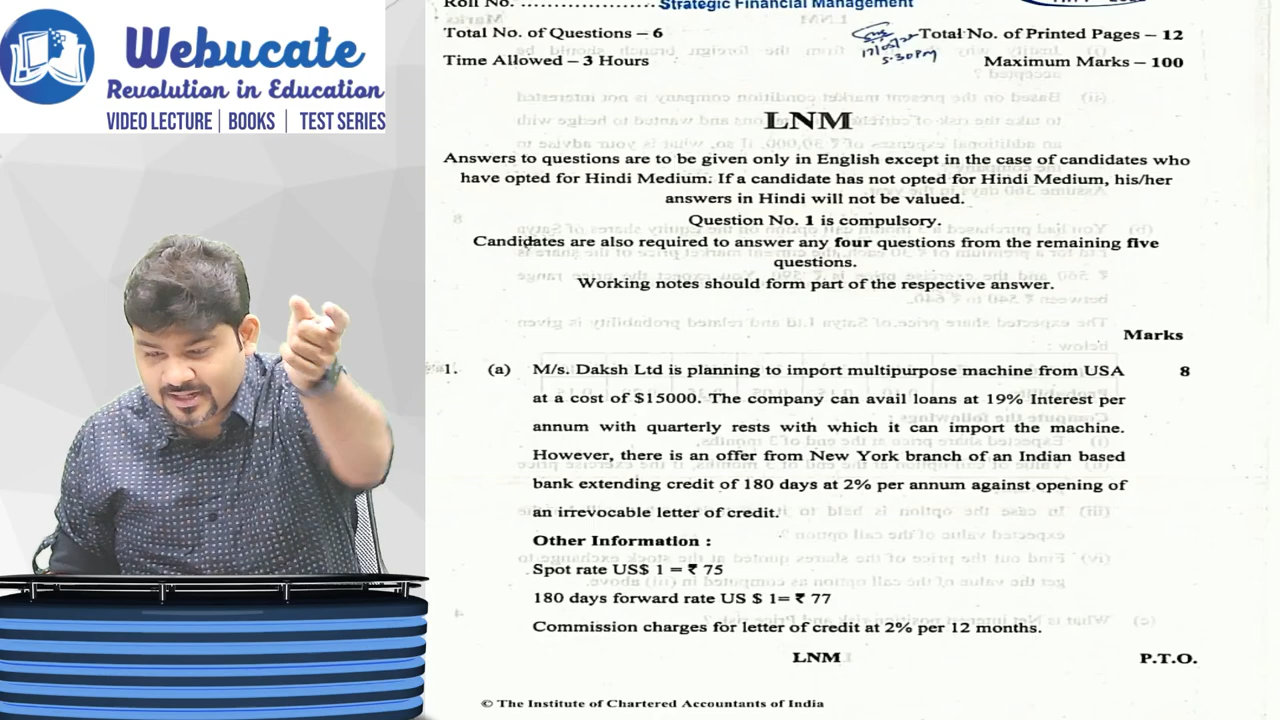 Webucate
Revolution in Education
VIDEO LECTURE | BOOKS | TEST SERIES
Roll No. ..................... Strategic Financial Management
Total No. of Questions – 6
Total No. of Printed Pages – 12
17/05/22
5.30pm
Time Allowed – 3 Hours
Maximum Marks – 100
LNM
Answers to questions are to be given only in English except in the case of candidates who
have opted for Hindi Medium. If a candidate has not opted for Hindi Medium, his/her
answers in Hindi will not be valued.
Question No. 1 is compulsory.
Candidates are also required to answer any four questions from the remaining five
questions.
Working notes should form part of the respective answer.
Marks
1. (a) M/s. Daksh Ltd is planning to import multipurpose machine from USA 8
at a cost of $15000. The company can avail loans at 19% Interest per
annum with quarterly rests with which it can import the machine.
However, there is an offer from New York branch of an Indian based
bank extending credit of 180 days at 2% per annum against opening of
an irrevocable letter of credit.
Other Information :
Spot rate US$ 1 = ₹ 75
180 days forward rate US $ 1= ₹ 77
Commission charges for letter of credit at 2% per 12 months.
LNM
P.T.O.
© The Institute of Chartered Accountants of India